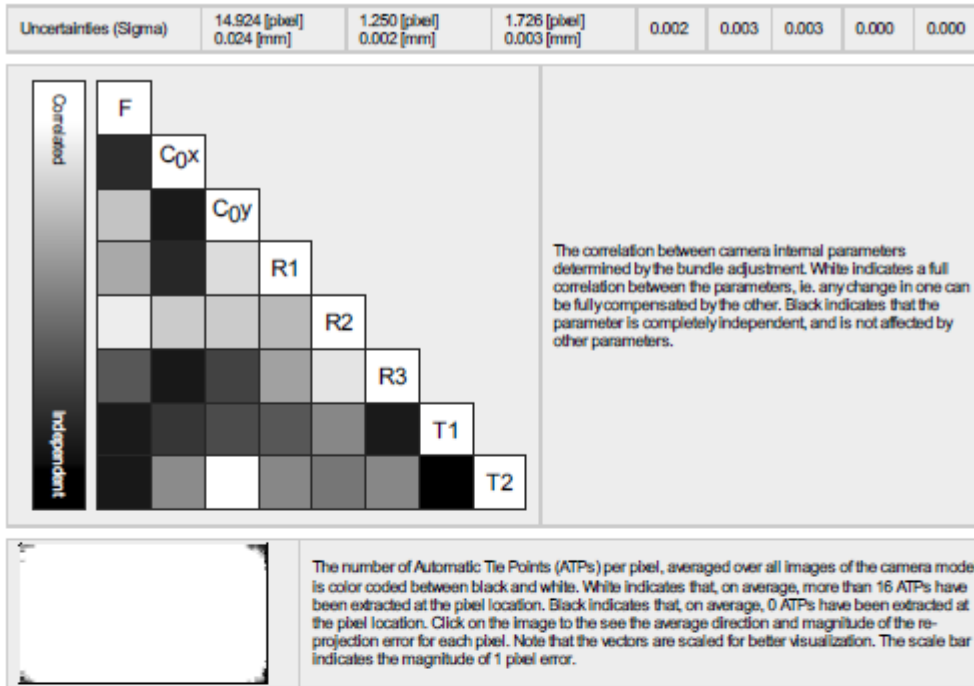 Uncertainties (Sigma)
14.924 [pixel]
0.024 [mm]
1.250 [pixel]
0.002 [mm]
1.726 [pixel]
0.003 [mm]
0.002
0.003
0.003
0.000
0.000
Correlated
Independent
F
C0x
C0y
R1
R2
R3
T1
T2
The correlation between camera internal parameters
determined by the bundle adjustment. White indicates a full
correlation between the parameters, ie. any change in one can
be fully compensated by the other. Black indicates that the
parameter is completely independent, and is not affected by
other parameters.
The number of Automatic Tie Points (ATPs) per pixel, averaged over all images of the camera mode
is color coded between black and white. White indicates that, on average, more than 16 ATPs have
been extracted at the pixel location. Black indicates that, on average, 0 ATPs have been extracted at
the pixel location. Click on the image to the see the average direction and magnitude of the re-
projection error for each pixel. Note that the vectors are scaled for better visualization. The scale bar
indicates the magnitude of 1 pixel error.